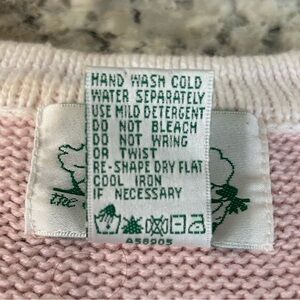 HAND WASH COLD
WATER SEPARATELY
USE MILD DETERGENT
DO NOT BLEACH
DO NOT WRING
OR TWIST
RE-SHAPE DRY FLAT
COOL IRON
IF NECESSARY
A58905
THE